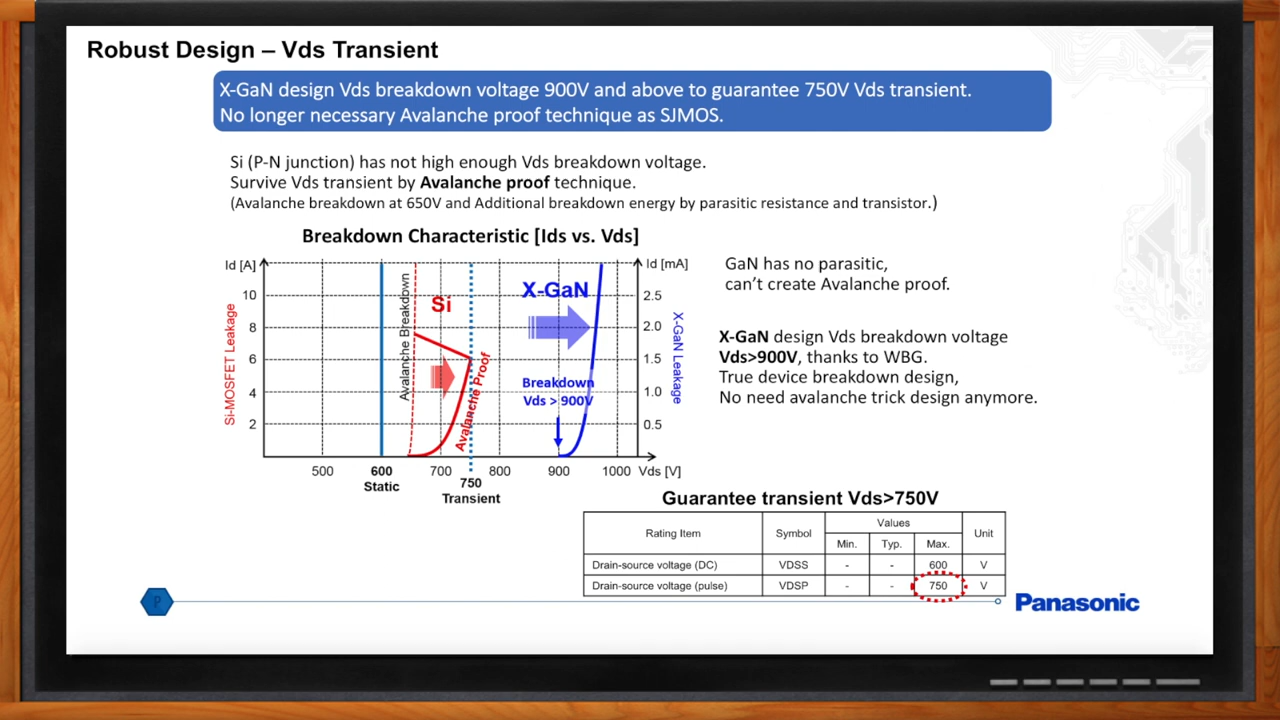 Robust Design – Vds Transient
X-GaN design Vds breakdown voltage 900V and above to guarantee 750V Vds transient.
No longer necessary Avalanche proof technique as SJMOS.
Si (P-N junction) has not high enough Vds breakdown voltage.
Survive Vds transient by Avalanche proof technique.
(Avalanche breakdown at 650V and Additional breakdown energy by parasitic resistance and transistor.)
Breakdown Characteristic [Ids vs. Vds]
Id [A]
Id [mA]
Si-MOSFET Leakage
10
8
6
4
2
Avalanche Breakdown
Si
Avalanche Proof
X-GaN
Breakdown
Vds > 900V
2.5
2.0
1.5
1.0
0.5
X-GaN Leakage
500
600
700
800
900
1000
Vds [V]
Static
750
Transient
GaN has no parasitic,
can't create Avalanche proof.
X-GaN design Vds breakdown voltage
Vds>900V, thanks to WBG.
True device breakdown design,
No need avalanche trick design anymore.
Guarantee transient Vds>750V
Rating Item Symbol Values Unit
Min. Typ. Max.
Drain-source voltage (DC) VDSS - - 600 V
Drain-source voltage (pulse) VDSP - - 750 V
P
Panasonic